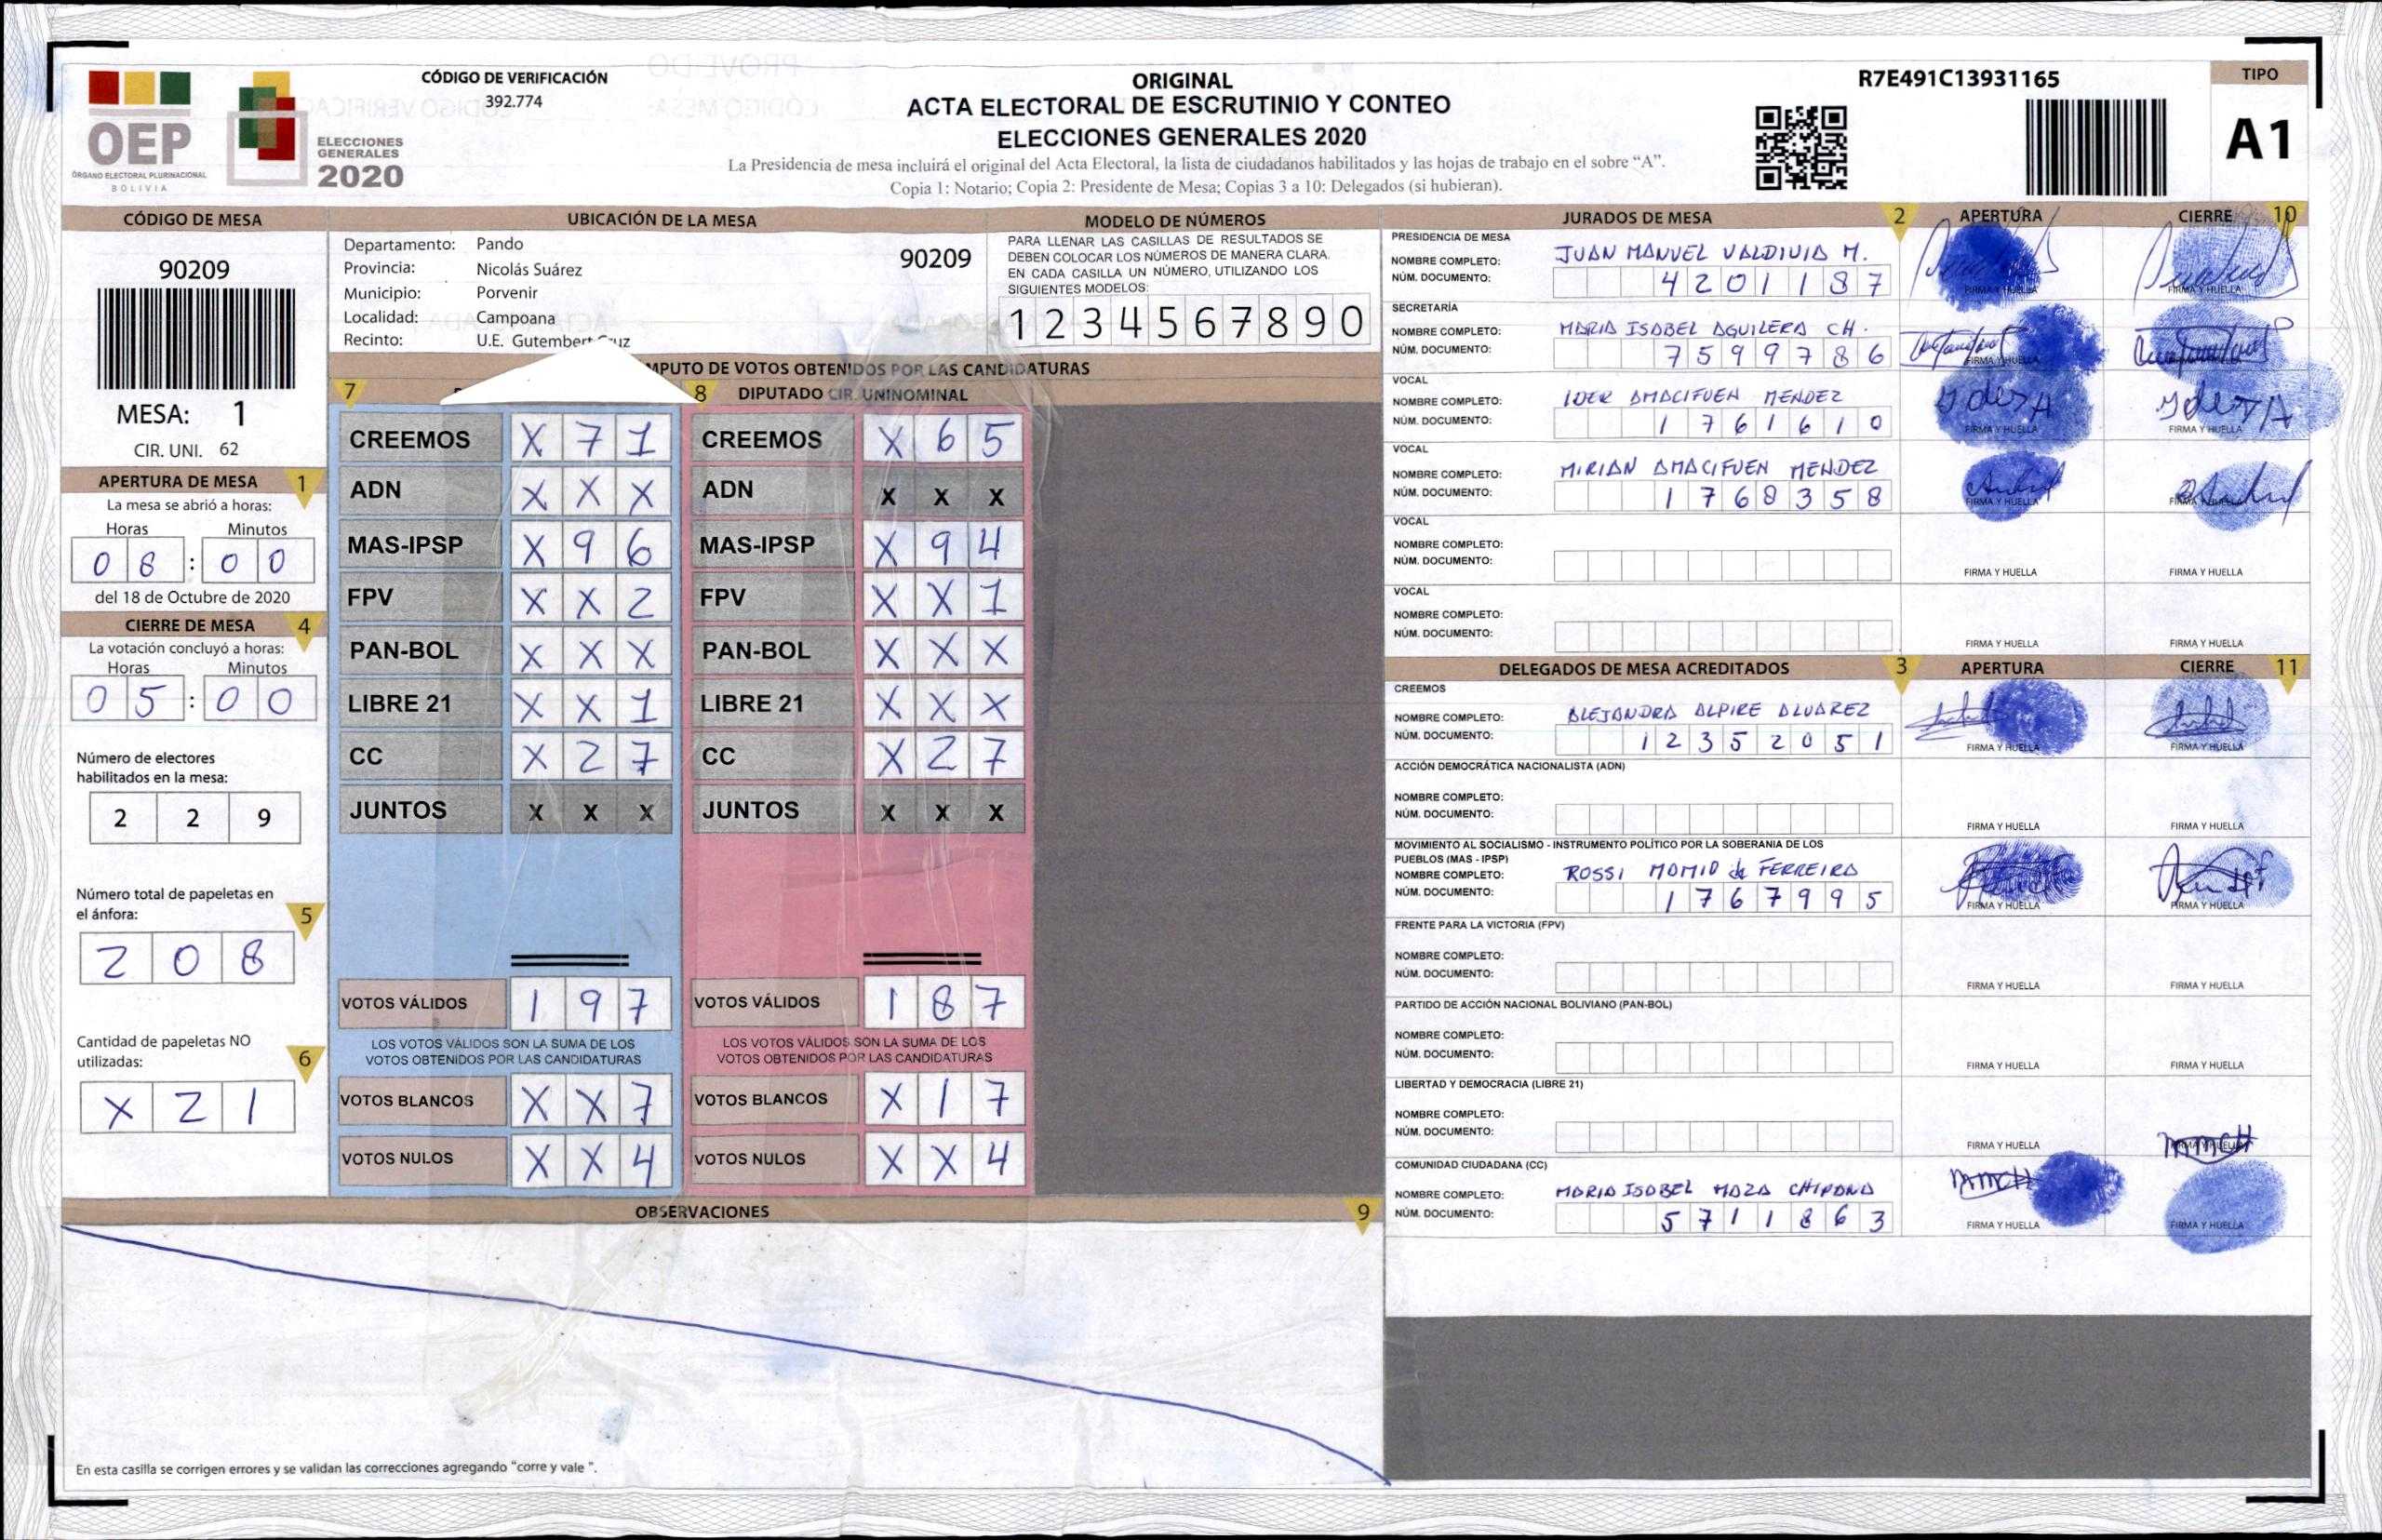 CÓDIGO DE VERIFICACIÓN
392.774
OEP
ÓRGANO ELECTORAL PLURINACIONAL
BOLIVIA
ELECCIONES
GENERALES
2020
ORIGINAL
ACTA ELECTORAL DE ESCRUTINIO Y CONTEO
ELECCIONES GENERALES 2020
La Presidencia de mesa incluirá el original del Acta Electoral, la lista de ciudadanos habilitados y las hojas de trabajo en el sobre “A”.
Copia 1: Notario; Copia 2: Presidente de Mesa; Copias 3 a 10: Delegados (si hubieran).
R7E491C13931165
TIPO
A1
CÓDIGO DE MESA
90209
MESA: 1
CIR. UNI. 62
UBICACIÓN DE LA MESA
Departamento: Pando
Provincia: Nicolás Suárez
Municipio: Porvenir
Localidad: Campoana
Recinto: U.E. Gutembert
90209
MODELO DE NÚMEROS
PARA LLENAR LAS CASILLAS DE RESULTADOS SE
DEBEN COLOCAR LOS NÚMEROS DE MANERA CLARA.
EN CADA CASILLA UN NÚMERO, UTILIZANDO LOS
SIGUIENTES MODELOS:
1 2 3 4 5 6 7 8 9 0
APERTURA DE MESA 1
La mesa se abrió a horas:
Horas Minutos
0 8 : 0 0
del 18 de Octubre de 2020
CIERRE DE MESA 4
La votación concluyó a horas:
Horas Minutos
0 5 : 0 0
Número de electores
habilitados en la mesa:
2 2 9
Número total de papeletas en
el ánfora: 5
2 0 8
Cantidad de papeletas NO
utilizadas: 6
X 2 1
DE VOTOS OBTENIDOS POR LAS CANDIDATURAS
7
8 DIPUTADO CIR. UNINOMINAL
CREEMOS X 7 1 CREEMOS X 6 5
ADN X X X ADN X X X
MAS-IPSP X 9 6 MAS-IPSP X 9 4
FPV X X 2 FPV X X 1
PAN-BOL X X X PAN-BOL X X X
LIBRE 21 X X 1 LIBRE 21 X X X
CC X 2 7 CC X 2 7
JUNTOS X X X JUNTOS X X X
VOTOS VÁLIDOS 1 9 7 VOTOS VÁLIDOS 1 8 7
LOS VOTOS VÁLIDOS SON LA SUMA DE LOS LOS VOTOS VÁLIDOS SON LA SUMA DE LOS
VOTOS OBTENIDOS POR LAS CANDIDATURAS VOTOS OBTENIDOS POR LAS CANDIDATURAS
VOTOS BLANCOS X X 7 VOTOS BLANCOS X 1 7
VOTOS NULOS X X 4 VOTOS NULOS X X 4
OBSERVACIONES 9
En esta casilla se corrigen errores y se validan las correcciones agregando “corre y vale ”.
JURADOS DE MESA 2 APERTURA CIERRE 10
PRESIDENCIA DE MESA
NOMBRE COMPLETO: JUAN MANUEL VALDIVIA M.
NÚM. DOCUMENTO: 4 2 0 1 1 8 7
FIRMA Y HUELLA FIRMA Y HUELLA
SECRETARÍA
NOMBRE COMPLETO: MARIA ISABEL AGUILERA CH.
NÚM. DOCUMENTO: 7 5 9 9 7 8 6
FIRMA Y HUELLA FIRMA Y HUELLA
VOCAL
NOMBRE COMPLETO: IDER AMACIFUEN MENDEZ
NÚM. DOCUMENTO: 1 7 6 1 6 1 0
FIRMA Y HUELLA FIRMA Y HUELLA
VOCAL
NOMBRE COMPLETO: MIRIAN AMACIFUEN MENDEZ
NÚM. DOCUMENTO: 1 7 6 8 3 5 8
FIRMA Y HUELLA FIRMA Y HUELLA
VOCAL
NOMBRE COMPLETO:
NÚM. DOCUMENTO:
FIRMA Y HUELLA FIRMA Y HUELLA
VOCAL
NOMBRE COMPLETO:
NÚM. DOCUMENTO:
FIRMA Y HUELLA FIRMA Y HUELLA
DELEGADOS DE MESA ACREDITADOS 3 APERTURA CIERRE 11
CREEMOS
NOMBRE COMPLETO: ALEJANDRA ALPIRE ALVAREZ
NÚM. DOCUMENTO: 1 2 3 5 2 0 5 1
FIRMA Y HUELLA FIRMA Y HUELLA
ACCIÓN DEMOCRÁTICA NACIONALISTA (ADN)
NOMBRE COMPLETO:
NÚM. DOCUMENTO:
FIRMA Y HUELLA FIRMA Y HUELLA
MOVIMIENTO AL SOCIALISMO - INSTRUMENTO POLÍTICO POR LA SOBERANIA DE LOS
PUEBLOS (MAS - IPSP)
NOMBRE COMPLETO: ROSSI MOMIO de FERREIRA
NÚM. DOCUMENTO: 1 7 6 7 9 9 5
FIRMA Y HUELLA FIRMA Y HUELLA
FRENTE PARA LA VICTORIA (FPV)
NOMBRE COMPLETO:
NÚM. DOCUMENTO:
FIRMA Y HUELLA FIRMA Y HUELLA
PARTIDO DE ACCIÓN NACIONAL BOLIVIANO (PAN-BOL)
NOMBRE COMPLETO:
NÚM. DOCUMENTO:
FIRMA Y HUELLA FIRMA Y HUELLA
LIBERTAD Y DEMOCRACIA (LIBRE 21)
NOMBRE COMPLETO:
NÚM. DOCUMENTO:
FIRMA Y HUELLA FIRMA Y HUELLA
COMUNIDAD CIUDADANA (CC)
NOMBRE COMPLETO: MARIA ISABEL MAZA CHIPANA
NÚM. DOCUMENTO: 5 7 1 1 8 6 3
FIRMA Y HUELLA FIRMA Y HUELLA